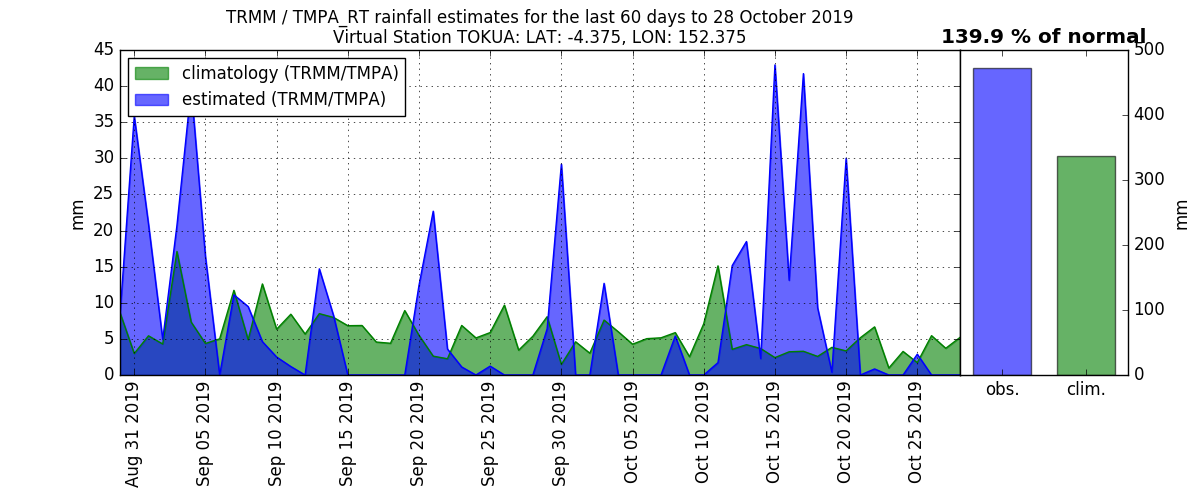 TRMM / TMPA_RT rainfall estimates for the last 60 days to 28 October 2019
Virtual Station TOKUA: LAT: -4.375, LON: 152.375
139.9 % of normal
climatology (TRMM/TMPA)
estimated (TRMM/TMPA)
mm
45
40
35
30
25
20
15
10
5
0
Aug 31 2019
Sep 05 2019
Sep 10 2019
Sep 15 2019
Sep 20 2019
Sep 25 2019
Sep 30 2019
Oct 05 2019
Oct 10 2019
Oct 15 2019
Oct 20 2019
Oct 25 2019
500
400
300
200
100
0
mm
obs.
clim.